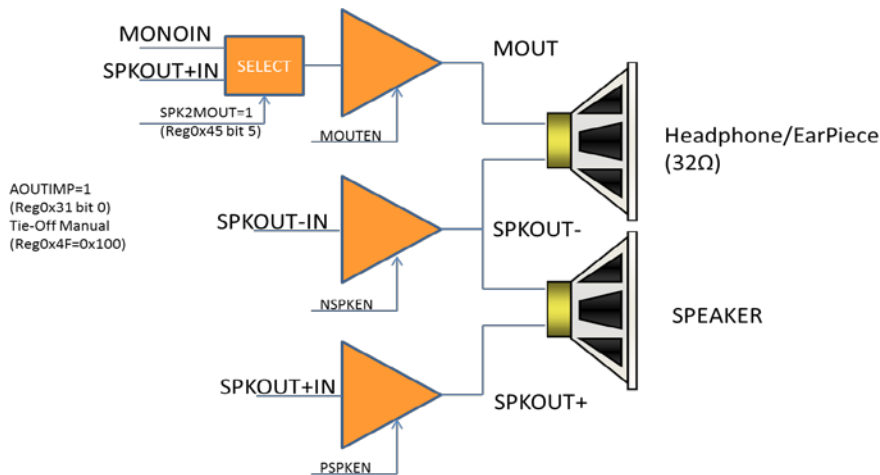 MONOIN
SPKOUT+IN
SELECT
SPK2MOUT=1
(Reg0x45 bit 5)
MOUTEN
MOUT
Headphone/EarPiece
(32Ω)
AOUTIMP=1
(Reg0x31 bit 0)
Tie-Off Manual
(Reg0x4F=0x100)
SPKOUT-IN
NSPKEN
SPKOUT-
SPEAKER
SPKOUT+IN
PSPKEN
SPKOUT+